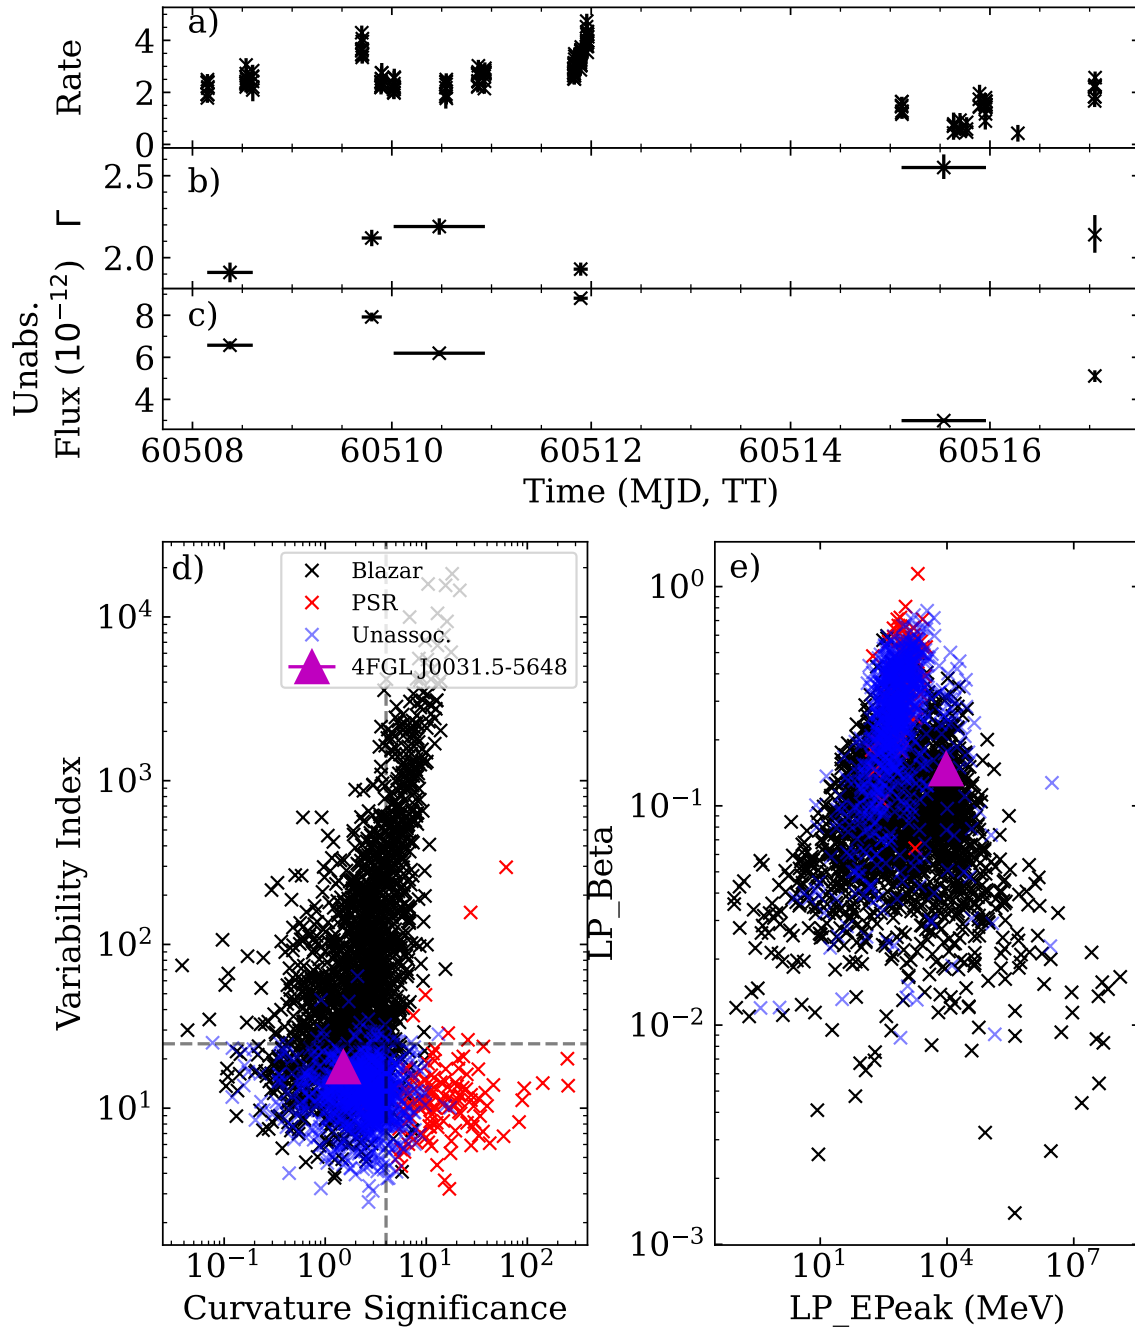 a)
4
2
0
Rate
b)
2.5
2.0
Γ
c)
8
6
4
Unabs.
Flux (10⁻¹²)
60508 60510 60512 60514 60516
Time (MJD, TT)
d)
Blazar
PSR
Unassoc.
4FGL J0031.5-5648
10⁴
10³
10²
10¹
Variability Index
10⁻¹ 10⁰ 10¹ 10²
Curvature Significance
e)
10⁰
10⁻¹
10⁻²
10⁻³
LP_Beta
10¹ 10⁴ 10⁷
LP_EPeak (MeV)